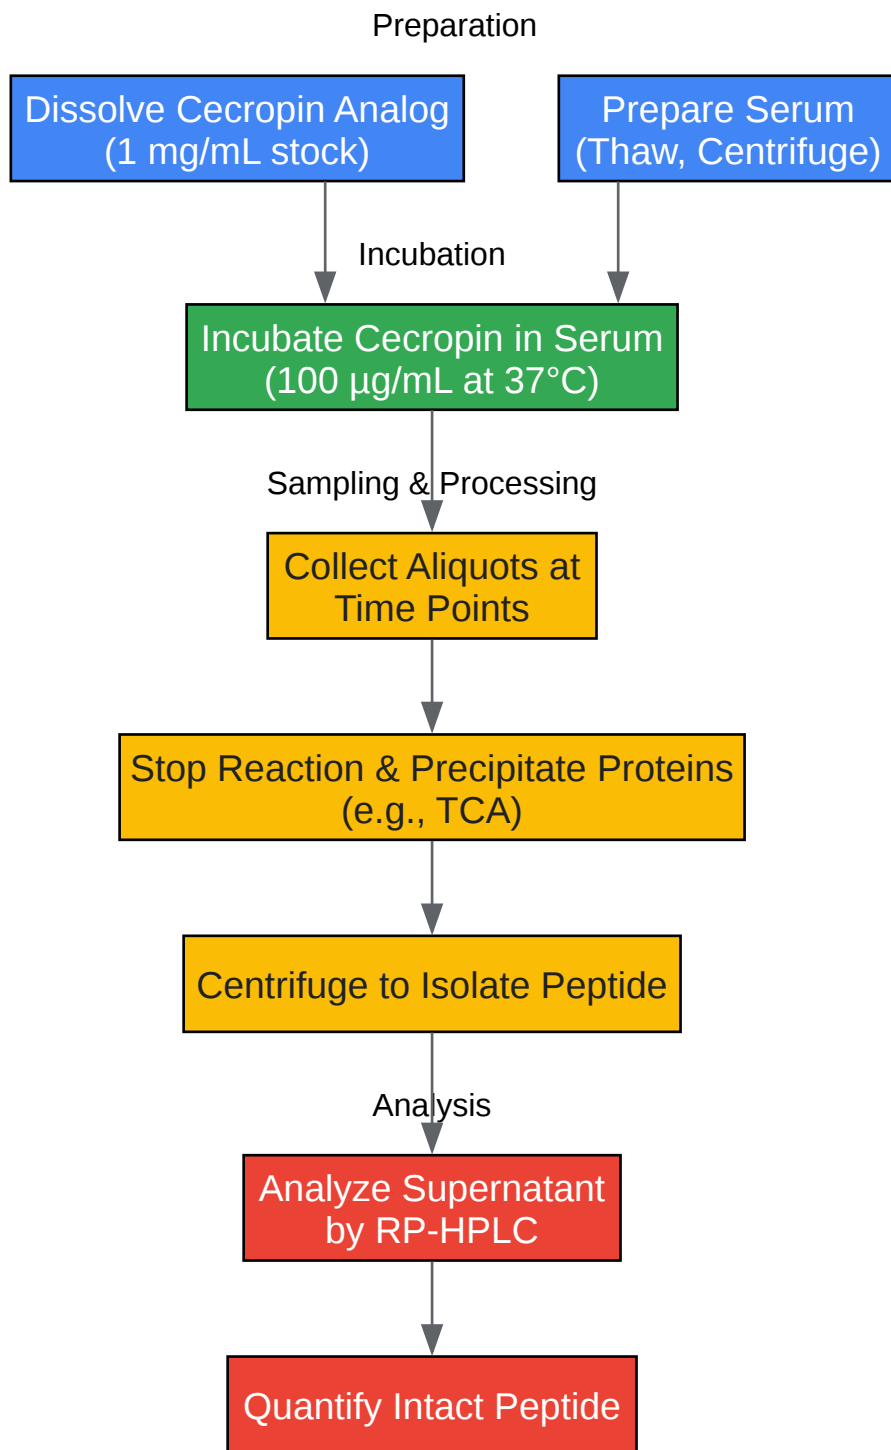 Preparation
Dissolve Cecropin Analog
(1 mg/mL stock)
Prepare Serum
(Thaw, Centrifuge)
Incubation
Incubate Cecropin in Serum
(100 µg/mL at 37°C)
Sampling & Processing
Collect Aliquots at
Time Points
Stop Reaction & Precipitate Proteins
(e.g., TCA)
Centrifuge to Isolate Peptide
Analysis
Analyze Supernatant
by RP-HPLC
Quantify Intact Peptide